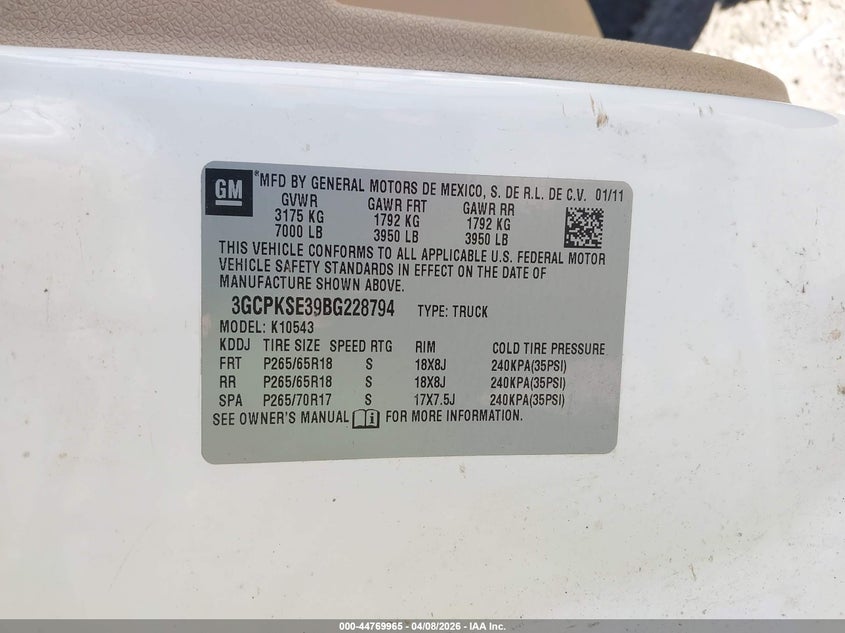 GM
®MFD BY GENERAL MOTORS DE MEXICO, S. DE R.L. DE C.V. 01/11
GVWR GAWR FRT GAWR RR
3175 KG 1792 KG 1792 KG
7000 LB 3950 LB 3950 LB
THIS VEHICLE CONFORMS TO ALL APPLICABLE U.S. FEDERAL MOTOR
VEHICLE SAFETY STANDARDS IN EFFECT ON THE DATE OF
MANUFACTURE SHOWN ABOVE.
3GCPKSE39BG228794 TYPE: TRUCK
MODEL: K10543
KDDJ TIRE SIZE SPEED RTG RIM COLD TIRE PRESSURE
FRT P265/65R18 S 18X8J 240KPA(35PSI)
RR P265/65R18 S 18X8J 240KPA(35PSI)
SPA P265/70R17 S 17X7.5J 240KPA(35PSI)
SEE OWNER'S MANUAL i FOR MORE INFORMATION.
000-44769965 - 04/08/2026 - IAA Inc.